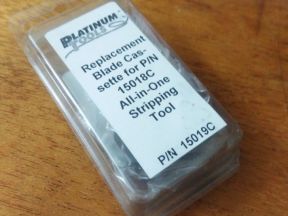 PLATINUM
TOOLS
Replacement
Blade Cas-
sette for P/N
15018C
All-in-One
Stripping
Tool
P/N 15019C